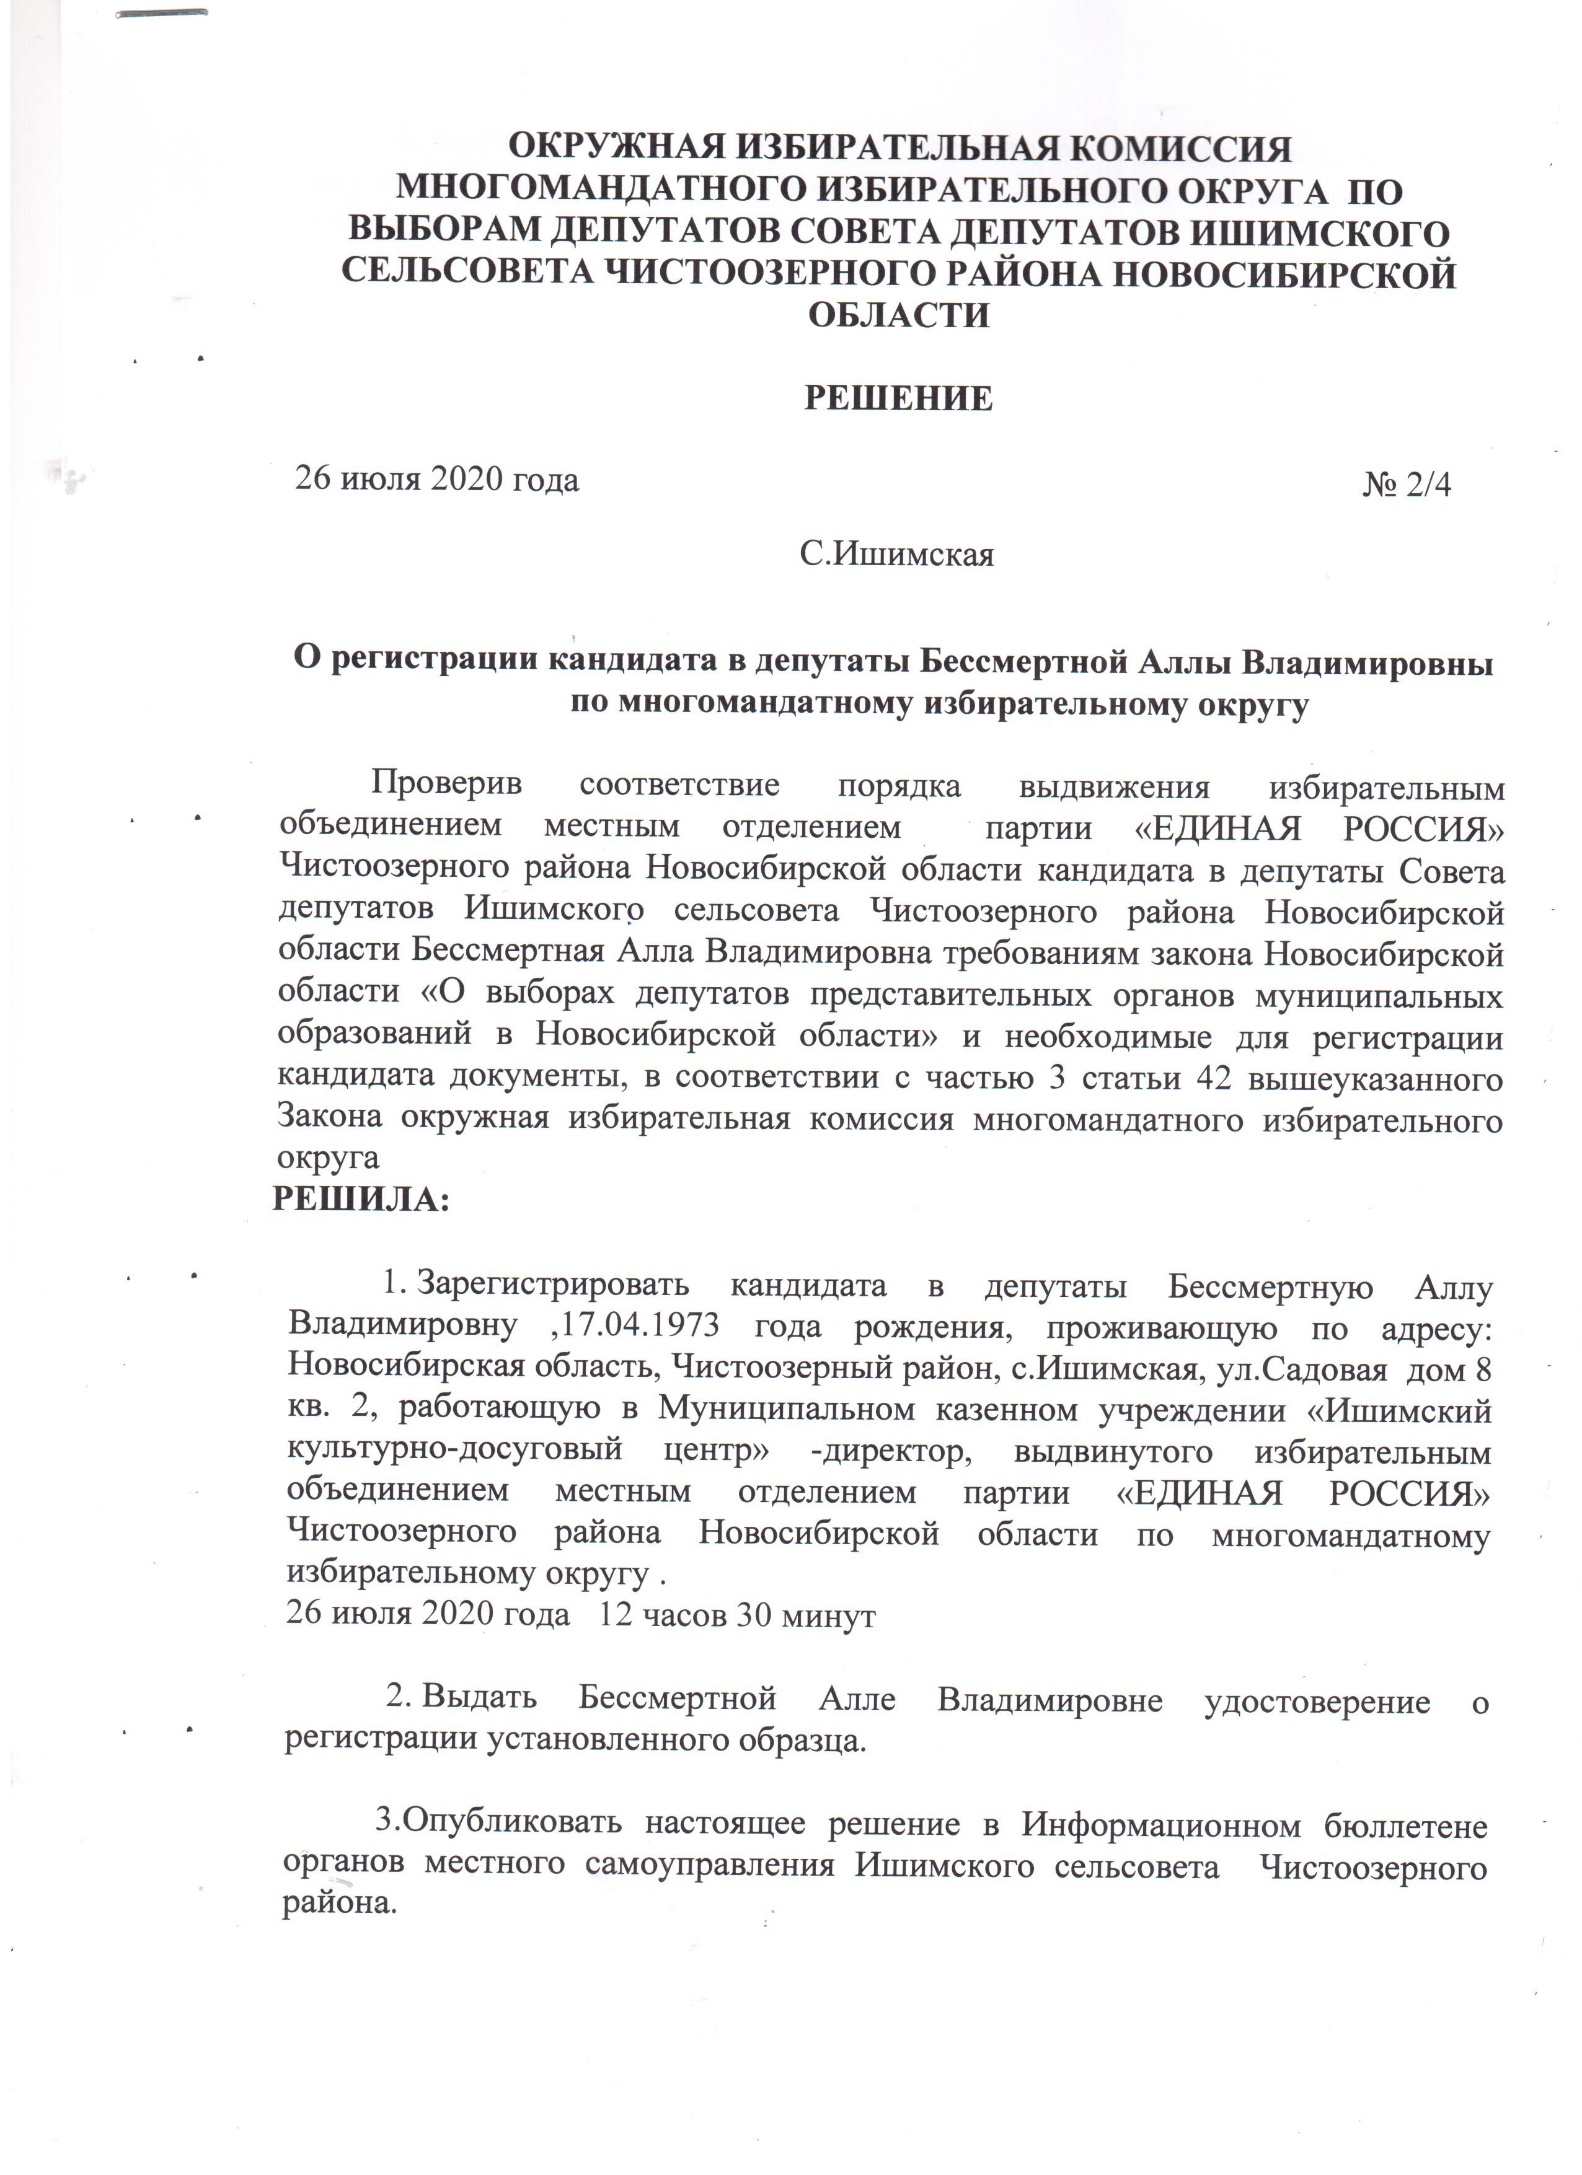 ОКРУЖНАЯ ИЗБИРАТЕЛЬНАЯ КОМИССИЯ
МНОГОМАНДАТНОГО ИЗБИРАТЕЛЬНОГО ОКРУГА ПО
ВЫБОРАМ ДЕПУТАТОВ СОВЕТА ДЕПУТАТОВ ИШИМСКОГО
СЕЛЬСОВЕТА ЧИСТООЗЕРНОГО РАЙОНА НОВОСИБИРСКОЙ
ОБЛАСТИ
РЕШЕНИЕ
26 июля 2020 года № 2/4
С.Ишимская
О регистрации кандидата в депутаты Бессмертной Аллы Владимировны
по многомандатному избирательному округу
Проверив соответствие порядка выдвижения избирательным
объединением местным отделением партии «ЕДИНАЯ РОССИЯ»
Чистоозерного района Новосибирской области кандидата в депутаты Совета
депутатов Ишимского сельсовета Чистоозерного района Новосибирской
области Бессмертная Алла Владимировна требованиям закона Новосибирской
области «О выборах депутатов представительных органов муниципальных
образований в Новосибирской области» и необходимые для регистрации
кандидата документы, в соответствии с частью 3 статьи 42 вышеуказанного
Закона окружная избирательная комиссия многомандатного избирательного
округа
РЕШИЛА:
1. Зарегистрировать кандидата в депутаты Бессмертную Аллу
Владимировну ,17.04.1973 года рождения, проживающую по адресу:
Новосибирская область, Чистоозерный район, с.Ишимская, ул.Садовая дом 8
кв. 2, работающую в Муниципальном казенном учреждении «Ишимский
культурно-досуговый центр» -директор, выдвинутого избирательным
объединением местным отделением партии «ЕДИНАЯ РОССИЯ»
Чистоозерного района Новосибирской области по многомандатному
избирательному округу .
26 июля 2020 года 12 часов 30 минут
2. Выдать Бессмертной Алле Владимировне удостоверение о
регистрации установленного образца.
3.Опубликовать настоящее решение в Информационном бюллетене
органов местного самоуправления Ишимского сельсовета Чистоозерного
района.